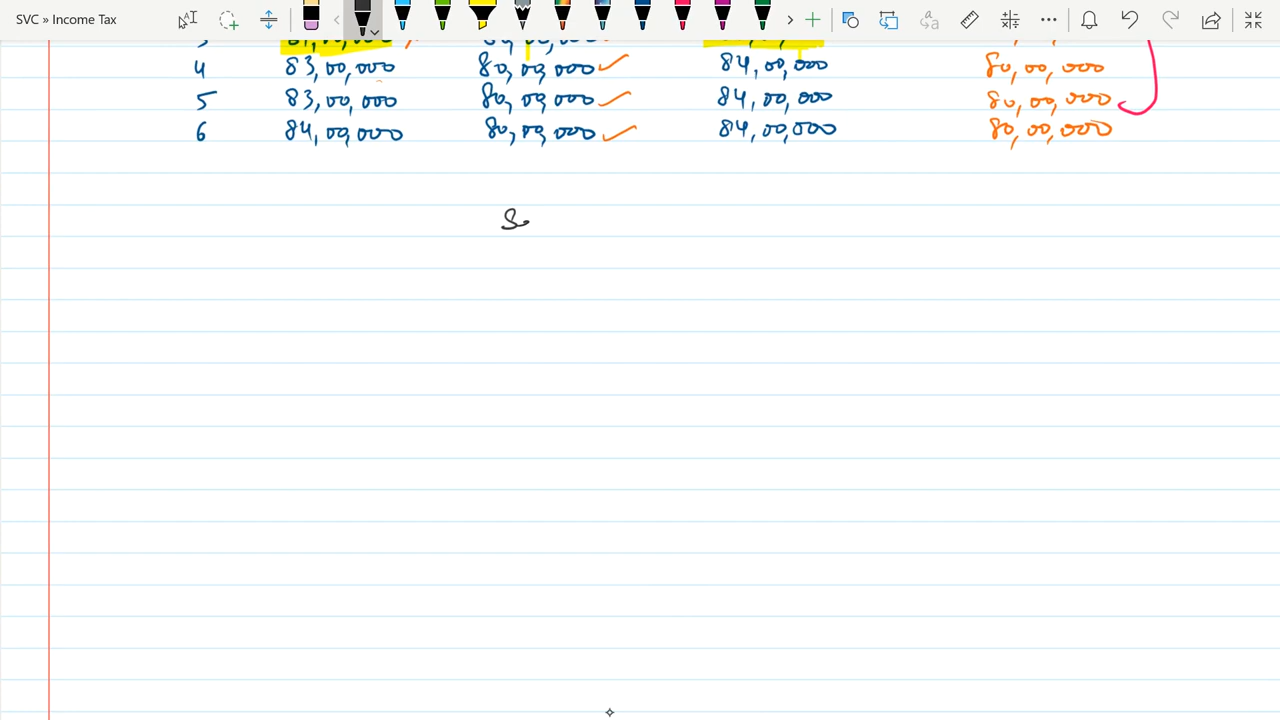 SVC » Income Tax
4 83,00,000 80,00,000 84,00,000 80,00,000
5 83,00,000 80,00,000 84,00,000 80,00,000
6 84,00,000 80,00,000 84,00,000 80,00,000